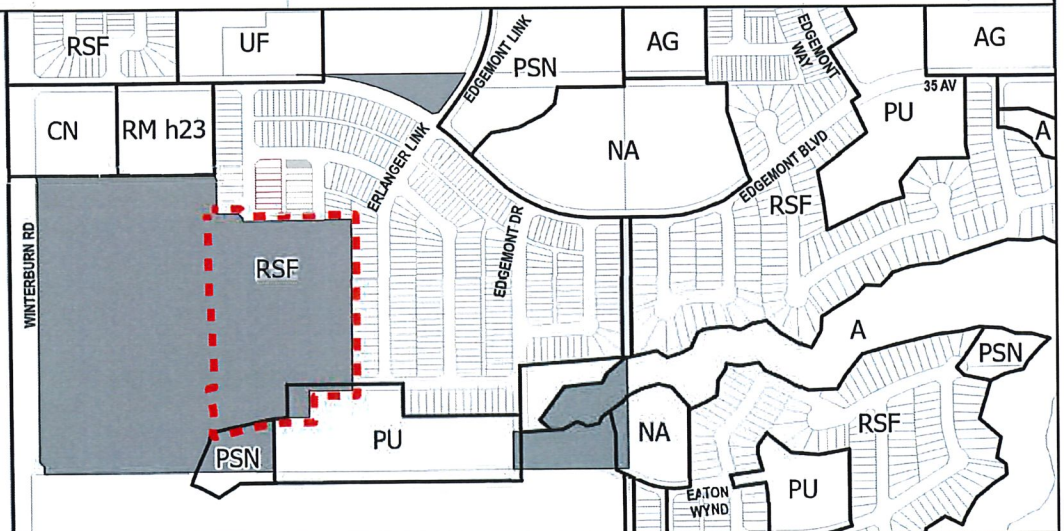 RSF
UF
EDGEMONT LINK
PSN
AG
EDGEMONT
WAY
AG
35 AV
CN
RM h23
ERLANGER LINK
NA
EDGEMONT BLVD
PU
A
WINTERBURN RD
RSF
EDGEMONT DR
RSF
A
PSN
PSN
PU
NA
RSF
EATON
WYND
PU